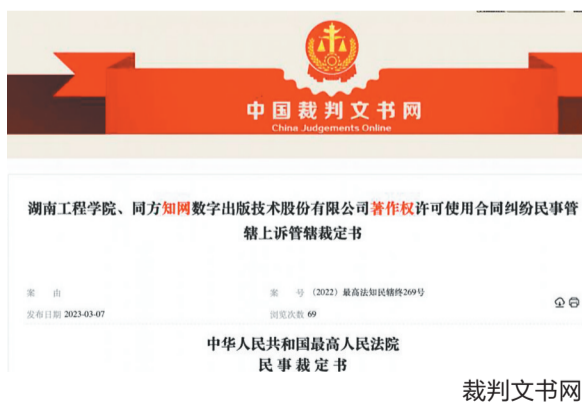 中国裁判文书网
China Judgements Online
湖南工程学院、同方知网数字出版技术股份有限公司著作权许可使用合同纠纷民事管
辖上诉管辖裁定书
案 由
案 号 （2022）最高法知民辖终269号
发布日期 2023-03-07
浏览次数 69
中华人民共和国最高人民法院
民事裁定书
裁判文书网